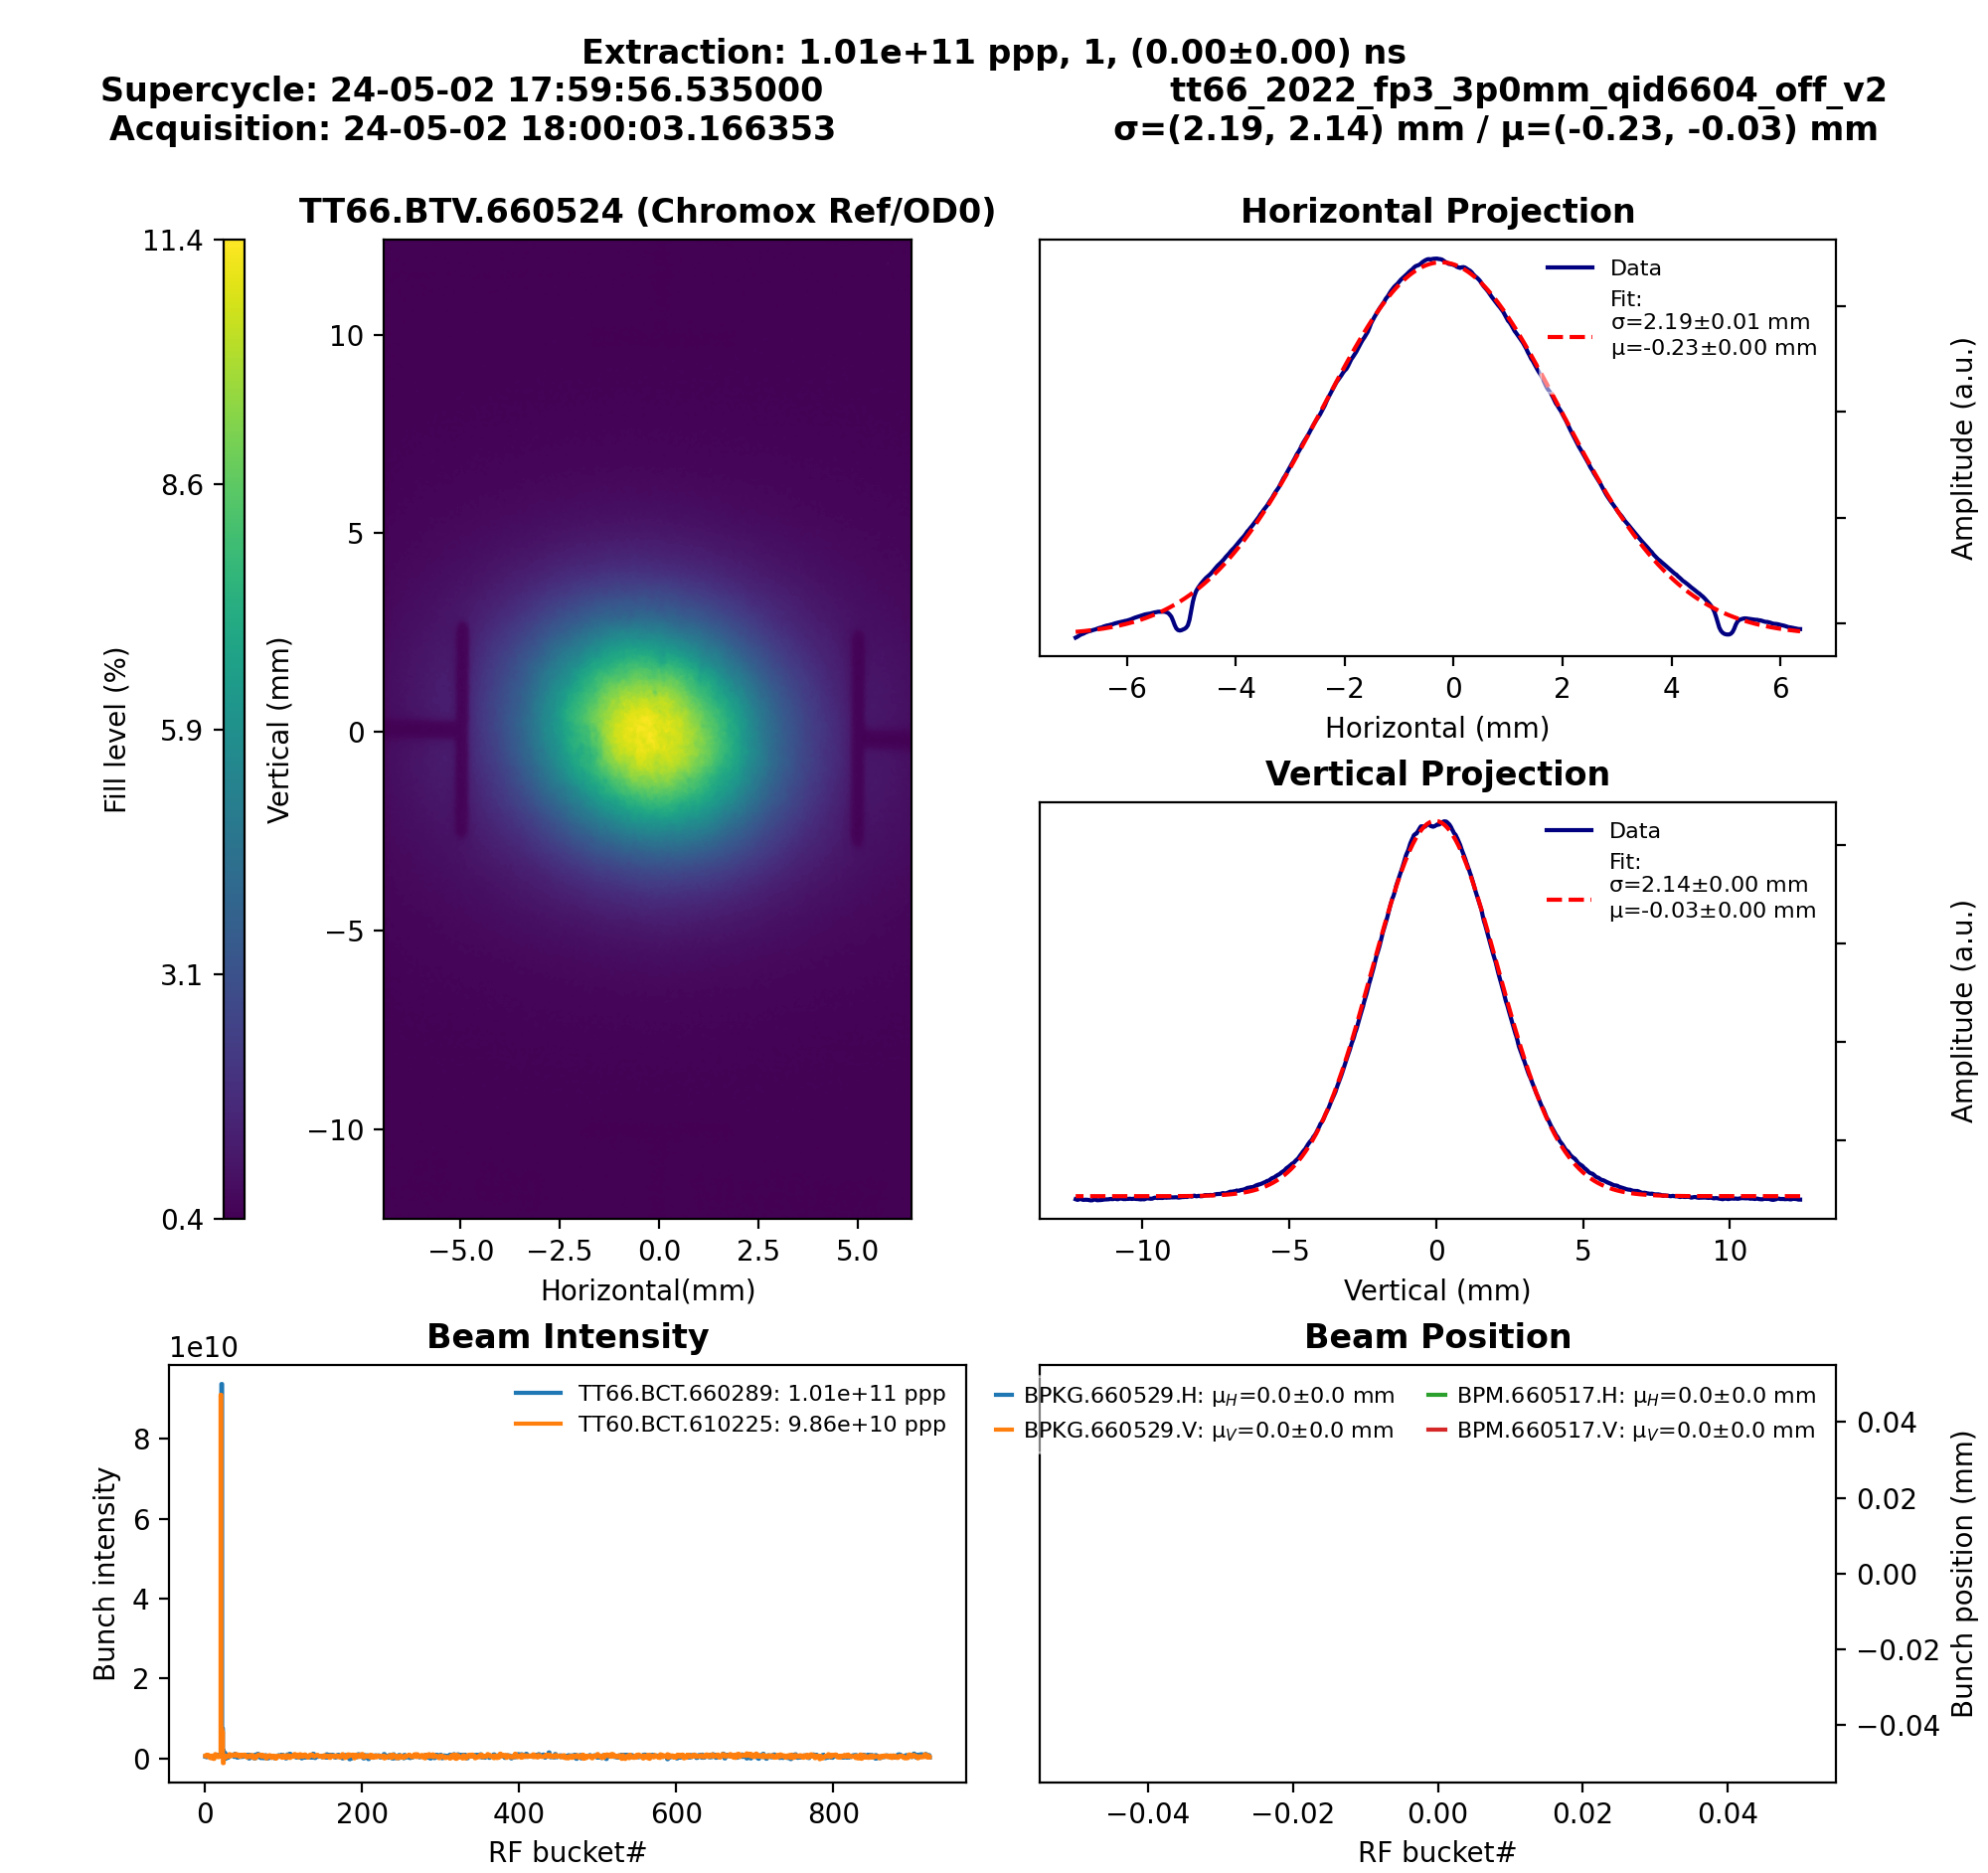 Extraction: 1.01e+11 ppp, 1, (0.00±0.00) ns
Supercycle: 24-05-02 17:59:56.535000
tt66_2022_fp3_3p0mm_qid6604_off_v2
Acquisition: 24-05-02 18:00:03.166353
σ=(2.19, 2.14) mm / μ=(-0.23, -0.03) mm
TT66.BTV.660524 (Chromox Ref/OD0)
11.4
8.6
5.9
3.1
0.4
Fill level (%)
Vertical (mm)
10
5
0
−5
−10
−5.0 −2.5 0.0 2.5 5.0
Horizontal(mm)
Horizontal Projection
Data
Fit:
σ=2.19±0.01 mm
μ=-0.23±0.00 mm
Amplitude (a.u.)
−6 −4 −2 0 2 4 6
Horizontal (mm)
Vertical Projection
Data
Fit:
σ=2.14±0.00 mm
μ=-0.03±0.00 mm
Amplitude (a.u.)
−10 −5 0 5 10
Vertical (mm)
Beam Intensity
1e10
TT66.BCT.660289: 1.01e+11 ppp
TT60.BCT.610225: 9.86e+10 ppp
8
6
4
2
0
Bunch intensity
0 200 400 600 800
RF bucket#
Beam Position
BPKG.660529.H: μH=0.0±0.0 mm
BPKG.660529.V: μV=0.0±0.0 mm
BPM.660517.H: μH=0.0±0.0 mm
BPM.660517.V: μV=0.0±0.0 mm
0.04
0.02
0.00
−0.02
−0.04
Bunch position (mm)
−0.04 −0.02 0.00 0.02 0.04
RF bucket#